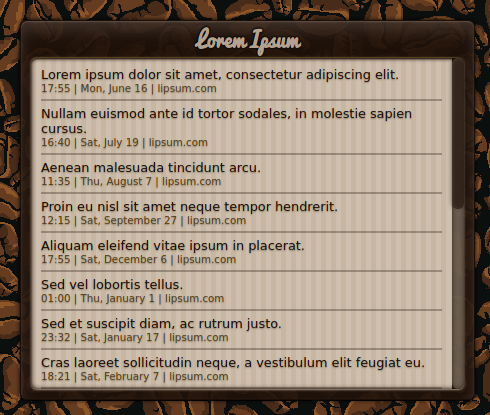 Lorem Ipsum
Lorem ipsum dolor sit amet, consectetur adipiscing elit.
17:55 | Mon, June 16 | lipsum.com
Nullam euismod ante id tortor sodales, in molestie sapien
cursus.
16:40 | Sat, July 19 | lipsum.com
Aenean malesuada tincidunt arcu.
11:35 | Thu, August 7 | lipsum.com
Proin eu nisl sit amet neque tempor hendrerit.
12:15 | Sat, September 27 | lipsum.com
Aliquam eleifend vitae ipsum in placerat.
17:55 | Sat, December 6 | lipsum.com
Sed vel lobortis tellus.
01:00 | Thu, January 1 | lipsum.com
Sed et suscipit diam, ac rutrum justo.
23:32 | Sat, January 17 | lipsum.com
Cras laoreet sollicitudin neque, a vestibulum elit feugiat eu.
18:21 | Sat, February 7 | lipsum.com